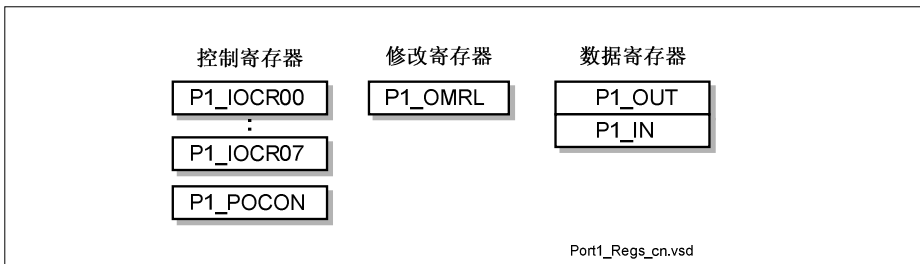 控制寄存器
P1_IOCR00
:
P1_IOCR07
P1_POCON
修改寄存器
P1_OMRL
数据寄存器
P1_OUT
P1_IN
Port1_Regs_cn.vsd